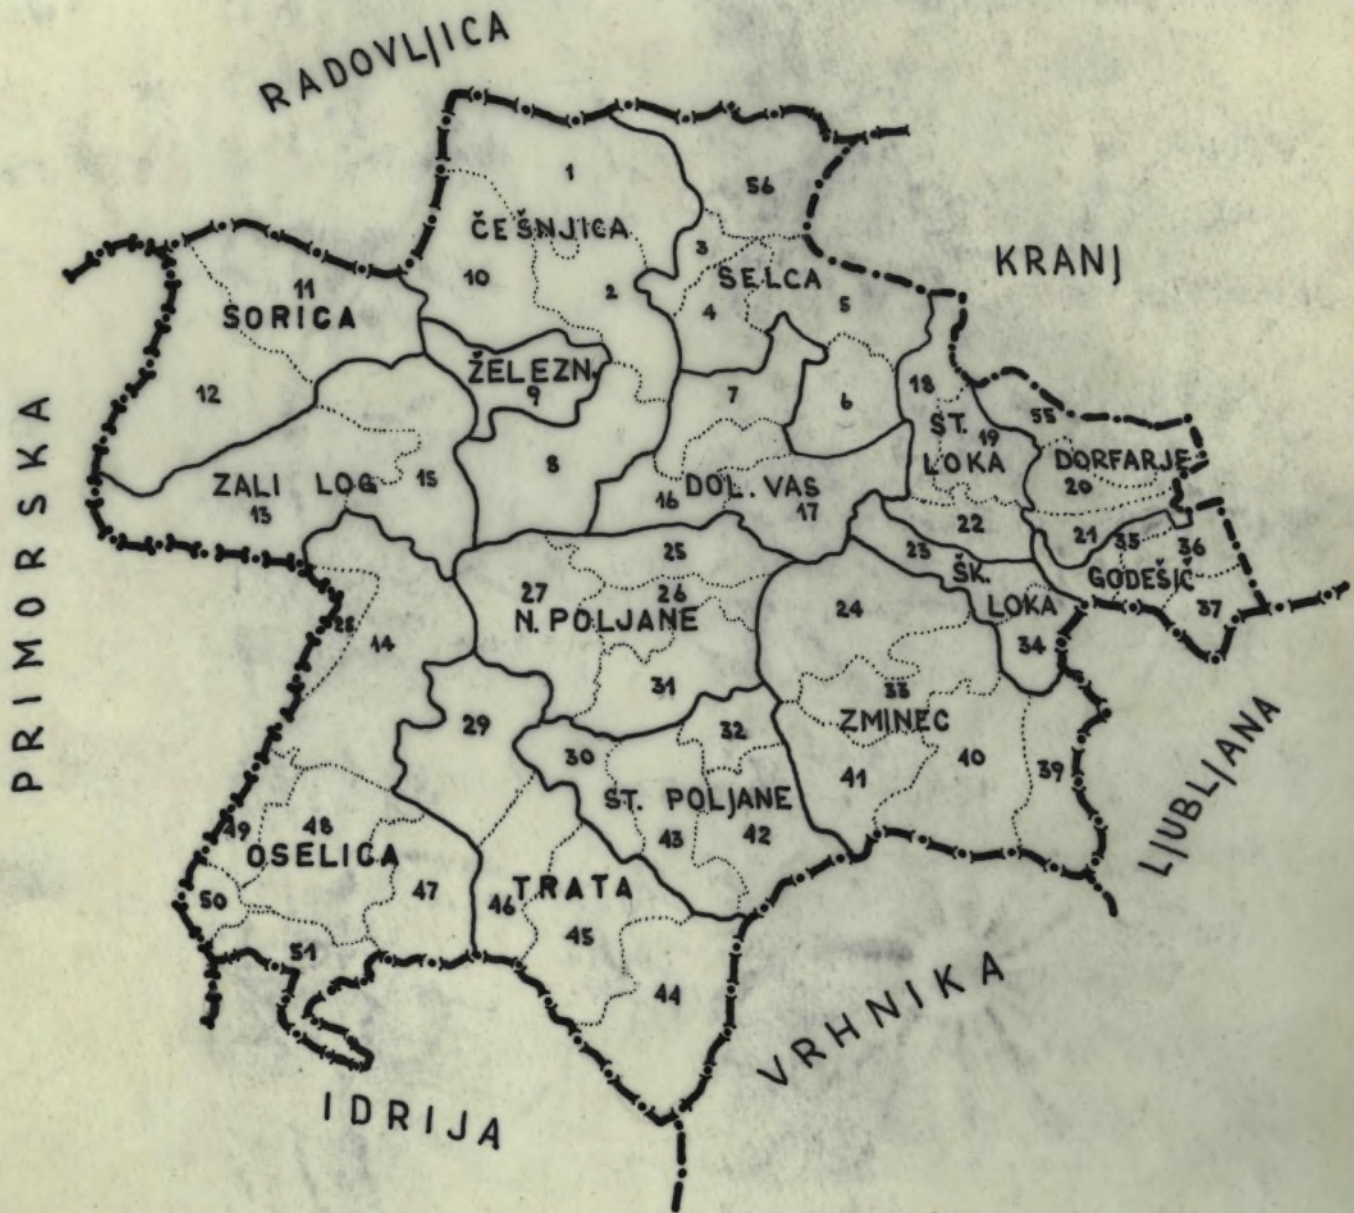 RADOVLJICA
1
56
ČEŠNJICA
3
KRANJ
10
2
SELCA
11
4
5
SORICA
ŽELEZN.
9
12
7
6
18
55
ŠT.
19
LOKA
DORFARJE
20
PRIMORSKA
ZALI LOG
15
13
8
16
DOL. VAS
17
22
21
35
36
23
ŠK.
LOKA
GODEŠIČ
37
25
27
26
N. POLJANE
24
28
14
34
31
33
ZMINEC
29
32
30
40
39
41
ST. POLJANE
43
42
LJUBLJANA
49
48
OSELICA
47
50
46
TRATA
45
51
44
VRHNIKA
IDRIJA